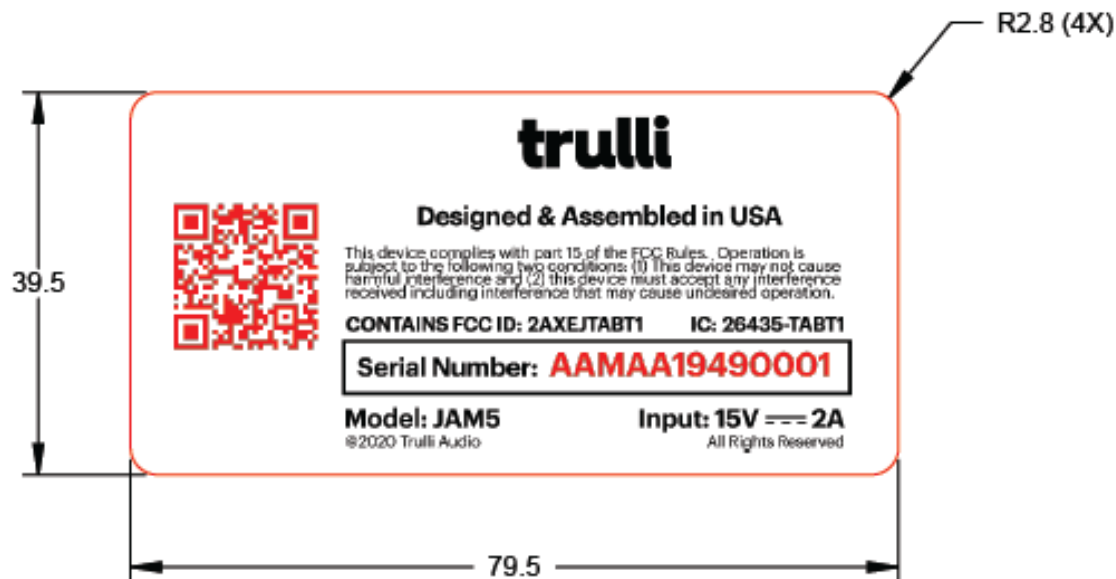 R2.8 (4X)
trulli
Designed & Assembled in USA
This device complies with part 15 of the FCC Rules. Operation is
subject to the following two conditions: (1) This device may not cause
harmful interference and (2) this device must accept any interference
received including interference that may cause undesired operation.
CONTAINS FCC ID: 2AXEJTABT1 IC: 26435-TABT1
39.5
Serial Number: AAMAA19490001
Model: JAM5 Input: 15V ⎓ 2A
©2020 Trulli Audio All Rights Reserved
79.5